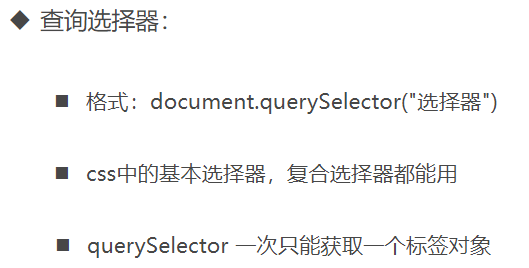 查询选择器：
格式：document.querySelector("选择器")
css中的基本选择器，复合选择器都能用
querySelector 一次只能获取一个标签对象